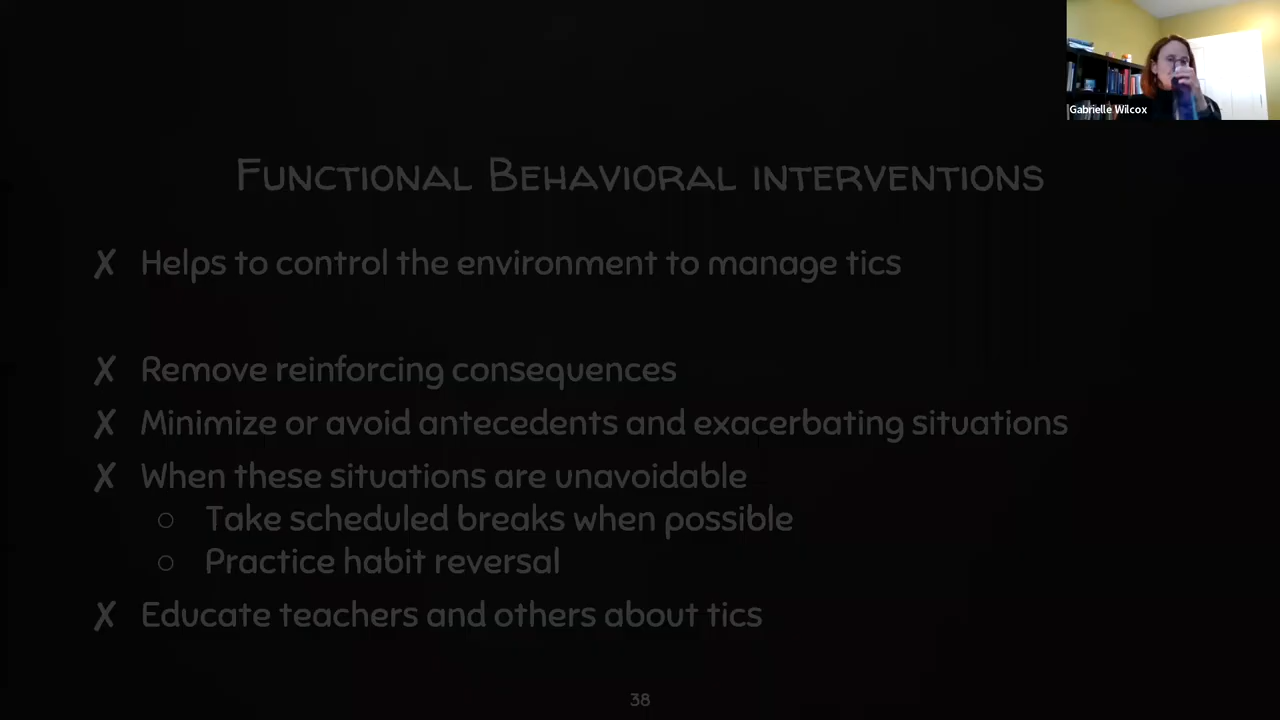 Gabrielle Wilcox
Functional Behavioral interventions
✗ Helps to control the environment to manage tics
✗ Remove reinforcing consequences
✗ Minimize or avoid antecedents and exacerbating situations
✗ When these situations are unavoidable
○ Take scheduled breaks when possible
○ Practice habit reversal
✗ Educate teachers and others about tics
38